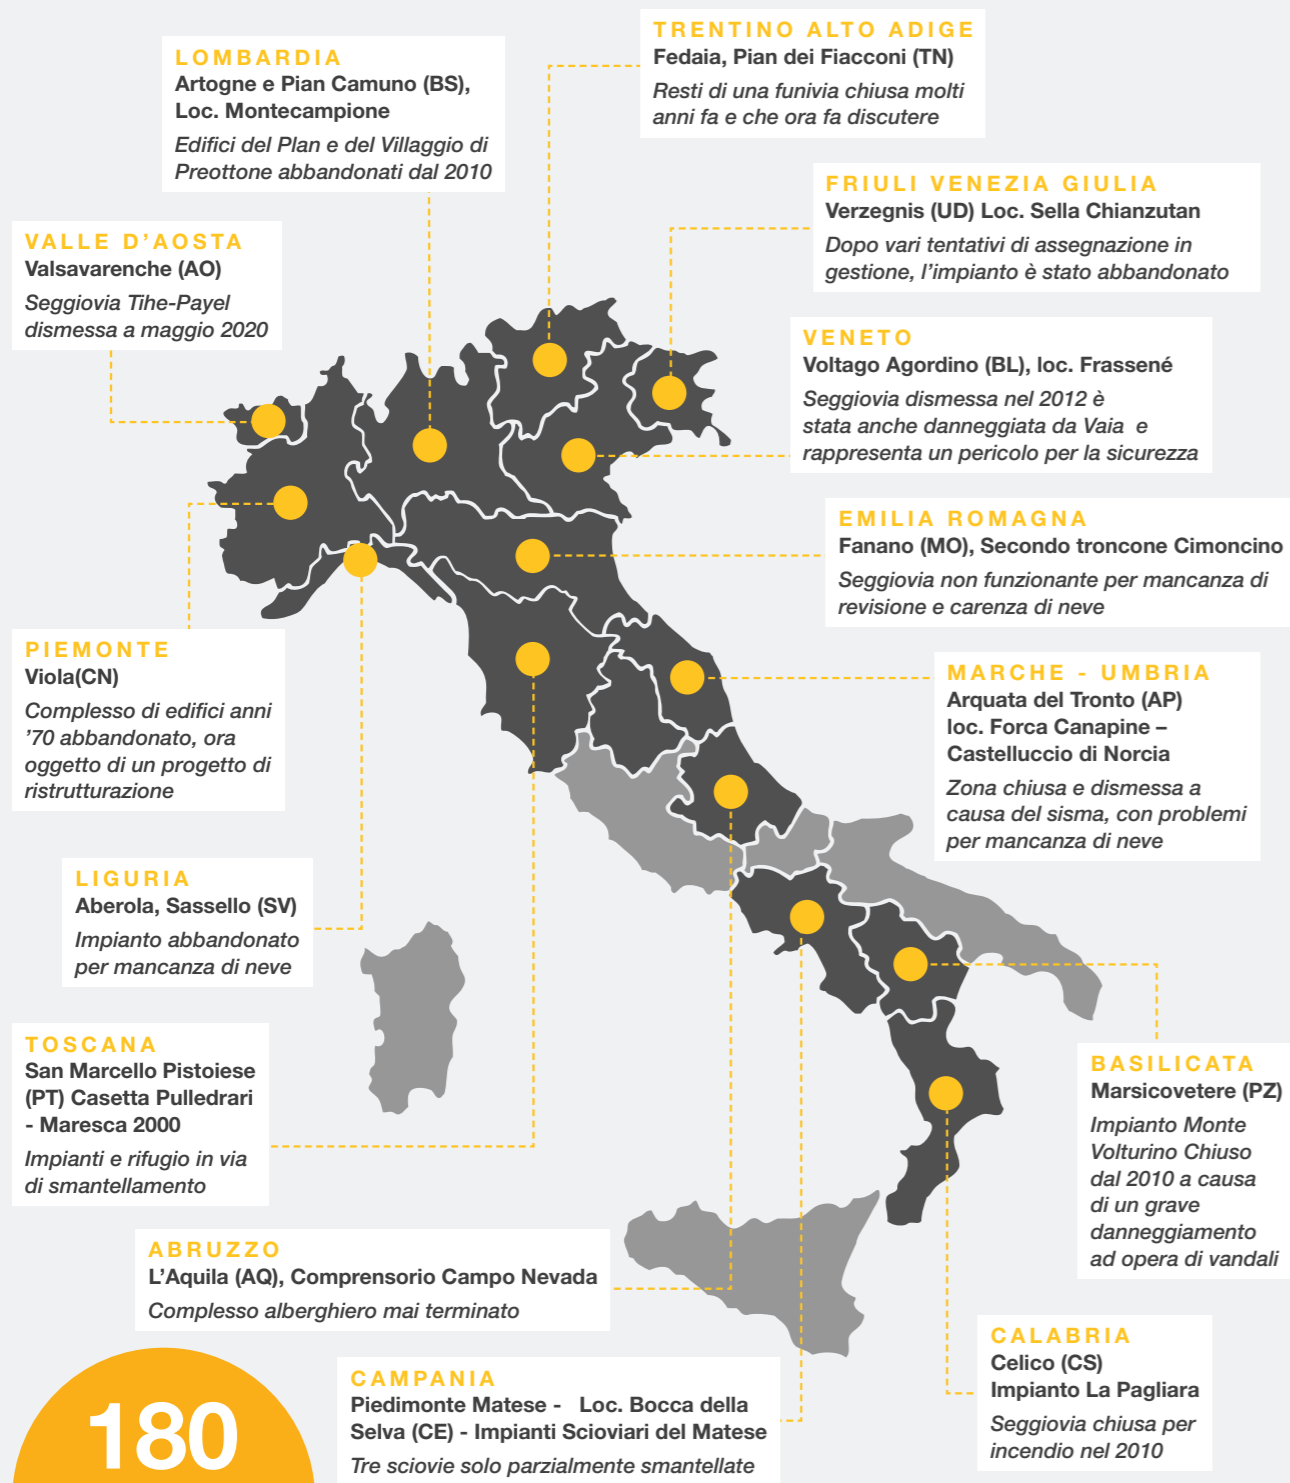 TRENTINO ALTO ADIGE
Fedaia, Pian dei Fiacconi (TN)
Resti di una funivia chiusa molti
anni fa e che ora fa discutere
LOMBARDIA
Artogne e Pian Camuno (BS),
Loc. Montecampione
Edifici del Plan e del Villaggio di
Preottone abbandonati dal 2010
FRIULI VENEZIA GIULIA
Verzegnis (UD) Loc. Sella Chianzutan
Dopo vari tentativi di assegnazione in
gestione, l’impianto è stato abbandonato
VALLE D’AOSTA
Valsavarenche (AO)
Seggiovia Tihe-Payel
dismessa a maggio 2020
VENETO
Voltago Agordino (BL), loc. Frassené
Seggiovia dismessa nel 2012 è
stata anche danneggiata da Vaia e
rappresenta un pericolo per la sicurezza
EMILIA ROMAGNA
Fanano (MO), Secondo troncone Cimoncino
Seggiovia non funzionante per mancanza di
revisione e carenza di neve
PIEMONTE
Viola(CN)
Complesso di edifici anni
’70 abbandonato, ora
oggetto di un progetto di
ristrutturazione
MARCHE - UMBRIA
Arquata del Tronto (AP)
loc. Forca Canapine –
Castelluccio di Norcia
Zona chiusa e dismessa a
causa del sisma, con problemi
per mancanza di neve
LIGURIA
Aberola, Sassello (SV)
Impianto abbandonato
per mancanza di neve
TOSCANA
San Marcello Pistoiese
(PT) Casetta Pulledrari
- Maresca 2000
Impianti e rifugio in via
di smantellamento
BASILICATA
Marsicovetere (PZ)
Impianto Monte
Volturino Chiuso
dal 2010 a causa
di un grave
danneggiamento
ad opera di vandali
ABRUZZO
L’Aquila (AQ), Comprensorio Campo Nevada
Complesso alberghiero mai terminato
CALABRIA
Celico (CS)
Impianto La Pagliara
Seggiovia chiusa per
incendio nel 2010
CAMPANIA
Piedimonte Matese - Loc. Bocca della
Selva (CE) - Impianti Scioviari del Matese
Tre sciovie solo parzialmente smantellate
180